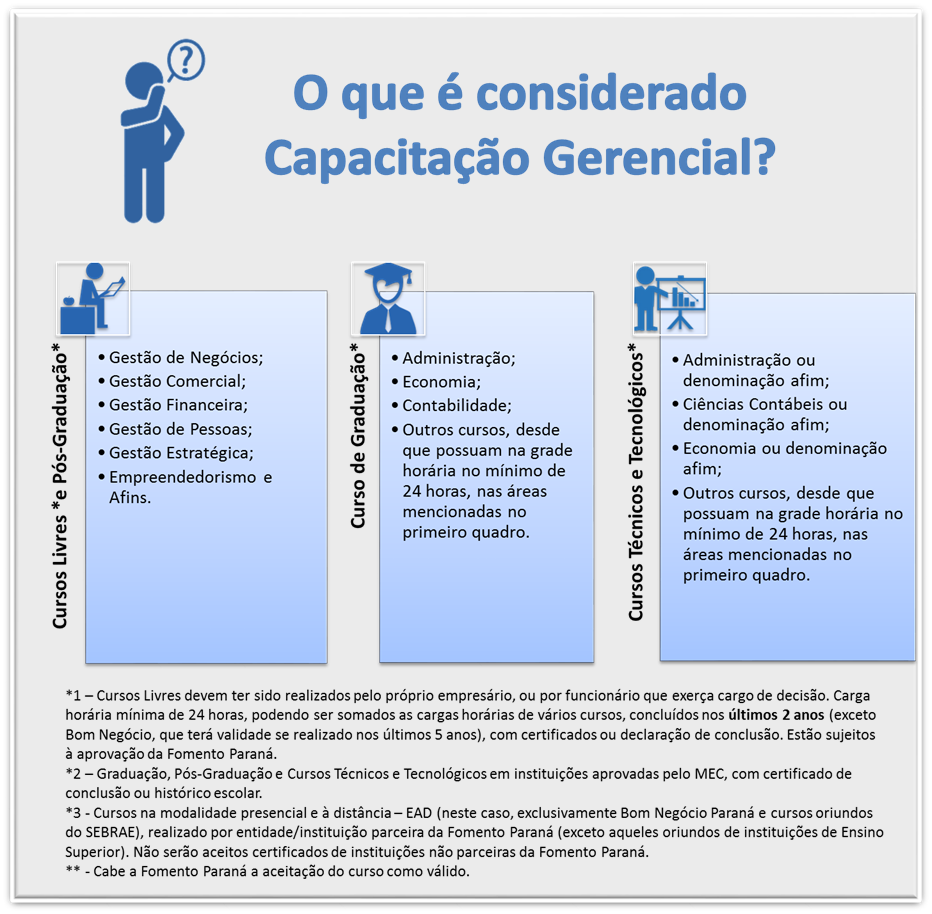 ?
O que é considerado
Capacitação Gerencial?
Cursos Livres *e Pós-Graduação*
• Gestão de Negócios;
• Gestão Comercial;
• Gestão Financeira;
• Gestão de Pessoas;
• Gestão Estratégica;
• Empreendedorismo e
Afins.
Curso de Graduação*
• Administração;
• Economia;
• Contabilidade;
• Outros cursos, desde
que possuam na grade
horária no mínimo de
24 horas, nas áreas
mencionadas no
primeiro quadro.
Cursos Técnicos e Tecnológicos*
• Administração ou
denominação afim;
• Ciências Contábeis ou
denominação afim;
• Economia ou denominação
afim;
• Outros cursos, desde que
possuam na grade horária no
mínimo de 24 horas, nas
áreas mencionadas no
primeiro quadro.
*1 – Cursos Livres devem ter sido realizados pelo próprio empresário, ou por funcionário que exerça cargo de decisão. Carga
horária mínima de 24 horas, podendo ser somados as cargas horárias de vários cursos, concluídos nos últimos 2 anos (exceto
Bom Negócio, que terá validade se realizado nos últimos 5 anos), com certificados ou declaração de conclusão. Estão sujeitos
à aprovação da Fomento Paraná.
*2 – Graduação, Pós-Graduação e Cursos Técnicos e Tecnológicos em instituições aprovadas pelo MEC, com certificado de
conclusão ou histórico escolar.
*3 - Cursos na modalidade presencial e à distância – EAD (neste caso, exclusivamente Bom Negócio Paraná e cursos oriundos
do SEBRAE), realizado por entidade/instituição parceira da Fomento Paraná (exceto aqueles oriundos de instituições de Ensino
Superior). Não serão aceitos certificados de instituições não parceiras da Fomento Paraná.
** - Cabe a Fomento Paraná a aceitação do curso como válido.